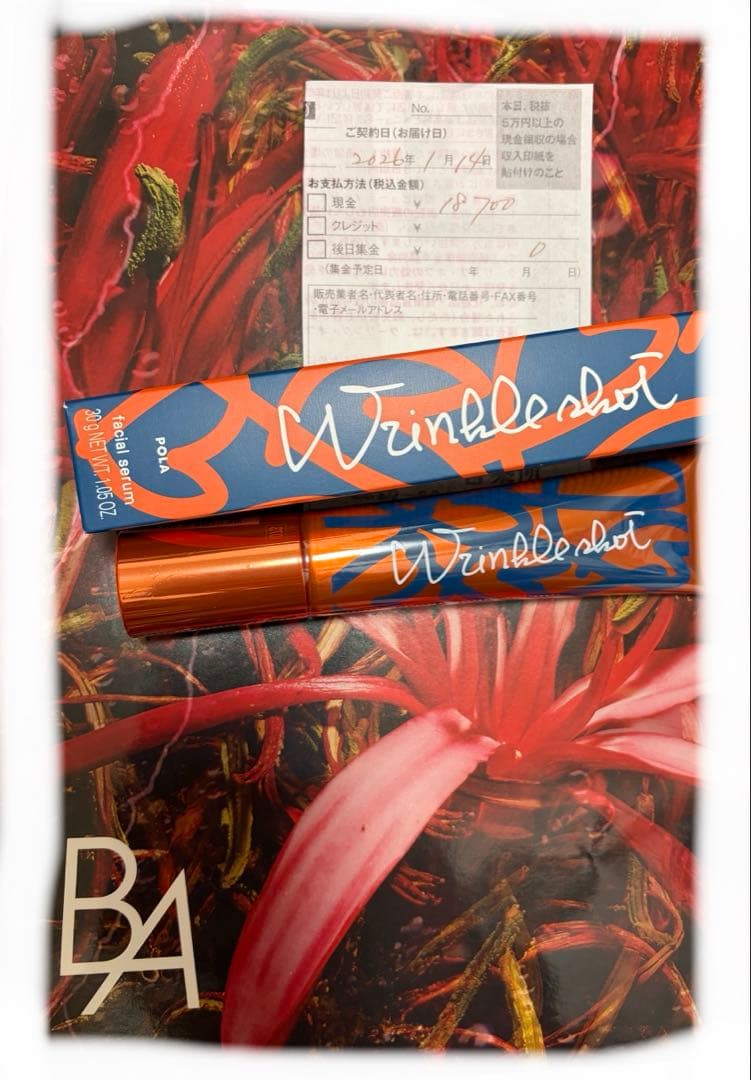 No.
本日、税抜
5万円以上の
現金領収の場合
収入印紙を
貼付けのこと
ご契約日(お届け日)
2026年 1月 14日
お支払方法(税込金額)
現金 ¥ 18700
クレジット ¥
後日集金 ¥ 0
(集金予定日 年 月 日)
販売業者名・代表者名・住所・電話番号・FAX番号
・電子メールアドレス
Wrinkle shot
POLA
facial serum
30g NET WT. 1.05 OZ.
Wrinkle shot
BA